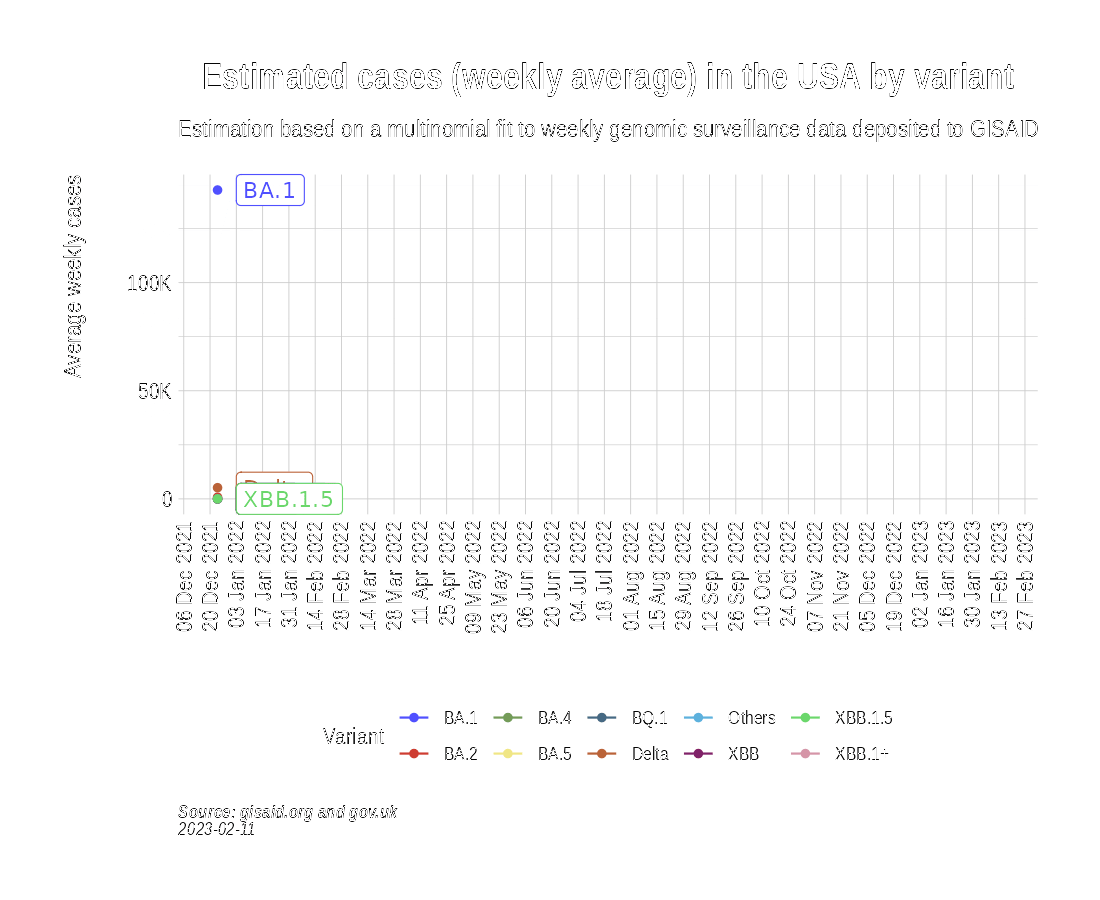 Estimated cases (weekly average) in the USA by variant
Estimation based on a multinomial fit to weekly genomic surveillance data deposited to GISAID
Average weekly cases
BA.1
100K
50K
Delta
XBB.1.5
0
06 Dec 2021
20 Dec 2021
03 Jan 2022
17 Jan 2022
31 Jan 2022
14 Feb 2022
28 Feb 2022
14 Mar 2022
28 Mar 2022
11 Apr 2022
25 Apr 2022
09 May 2022
23 May 2022
06 Jun 2022
20 Jun 2022
04 Jul 2022
18 Jul 2022
01 Aug 2022
15 Aug 2022
29 Aug 2022
12 Sep 2022
26 Sep 2022
10 Oct 2022
24 Oct 2022
07 Nov 2022
21 Nov 2022
05 Dec 2022
19 Dec 2022
02 Jan 2023
16 Jan 2023
30 Jan 2023
13 Feb 2023
27 Feb 2023
Variant
BA.1 BA.4 BQ.1 Others XBB.1.5
BA.2 BA.5 Delta XBB XBB.1+
Source: gisaid.org and gov.uk
2023-02-11